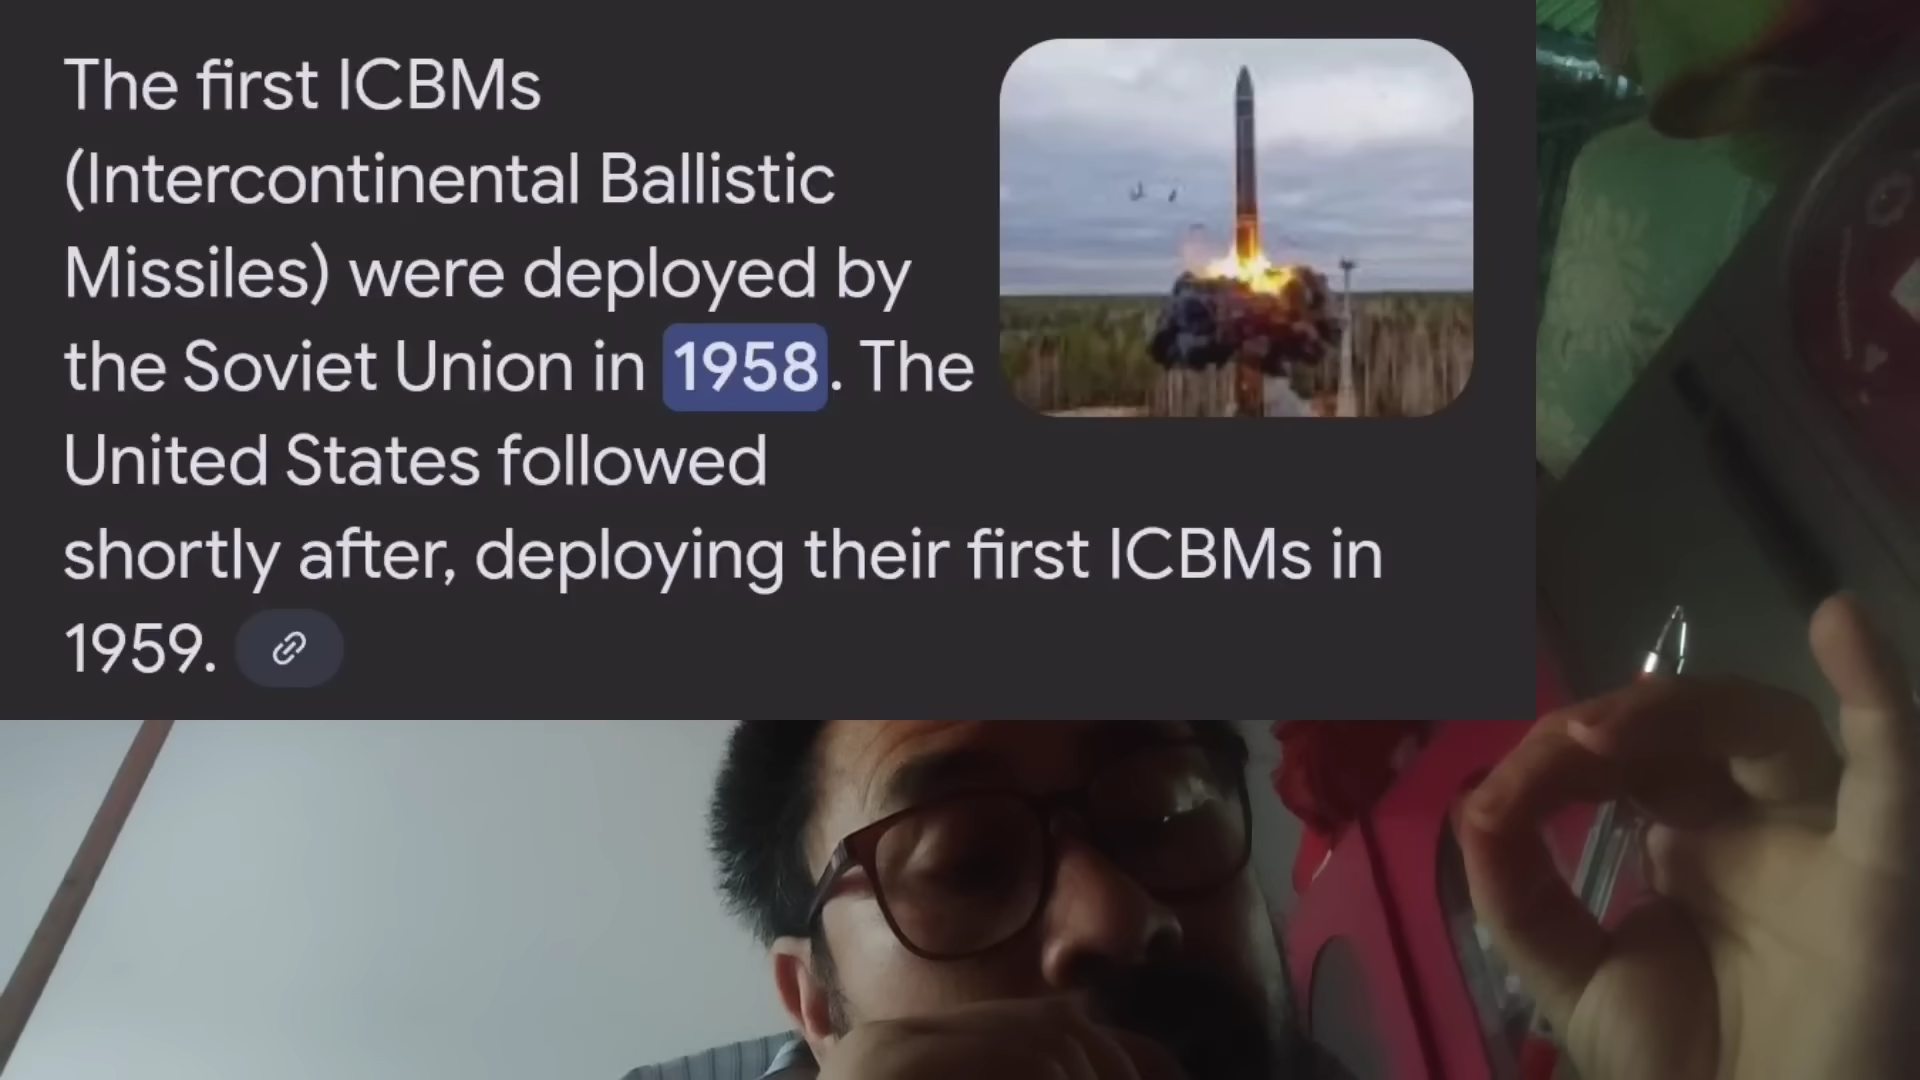 The first ICBMs
(Intercontinental Ballistic
Missiles) were deployed by
the Soviet Union in 1958. The
United States followed
shortly after, deploying their first ICBMs in
1959.